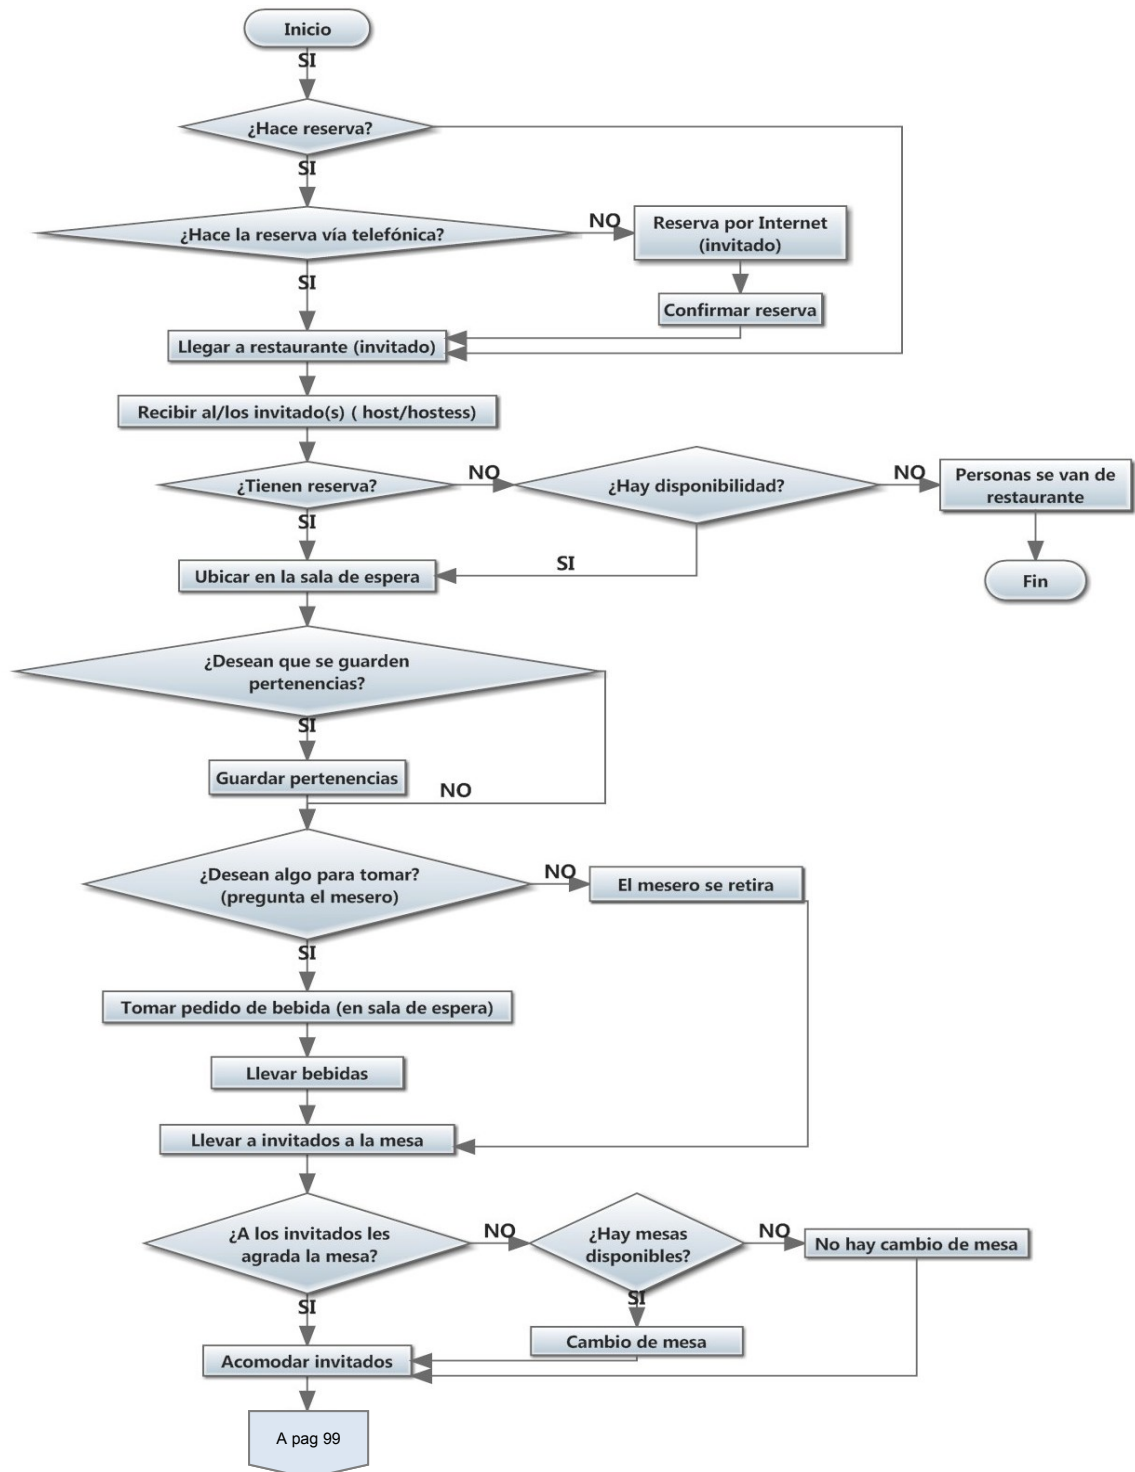 Inicio
SI
¿Hace reserva?
SI
¿Hace la reserva vía telefónica?
NO
Reserva por Internet
(invitado)
SI
Confirmar reserva
Llegar a restaurante (invitado)
Recibir al/los invitado(s) ( host/hostess)
¿Tienen reserva?
NO
¿Hay disponibilidad?
NO
Personas se van de
restaurante
SI
Ubicar en la sala de espera
SI
Fin
¿Desean que se guarden
pertenencias?
SI
Guardar pertenencias
NO
¿Desean algo para tomar?
(pregunta el mesero)
NO
El mesero se retira
SI
Tomar pedido de bebida (en sala de espera)
Llevar bebidas
Llevar a invitados a la mesa
¿A los invitados les
agrada la mesa?
NO
¿Hay mesas
disponibles?
NO
No hay cambio de mesa
SI
SI
Cambio de mesa
Acomodar invitados
A pag 99